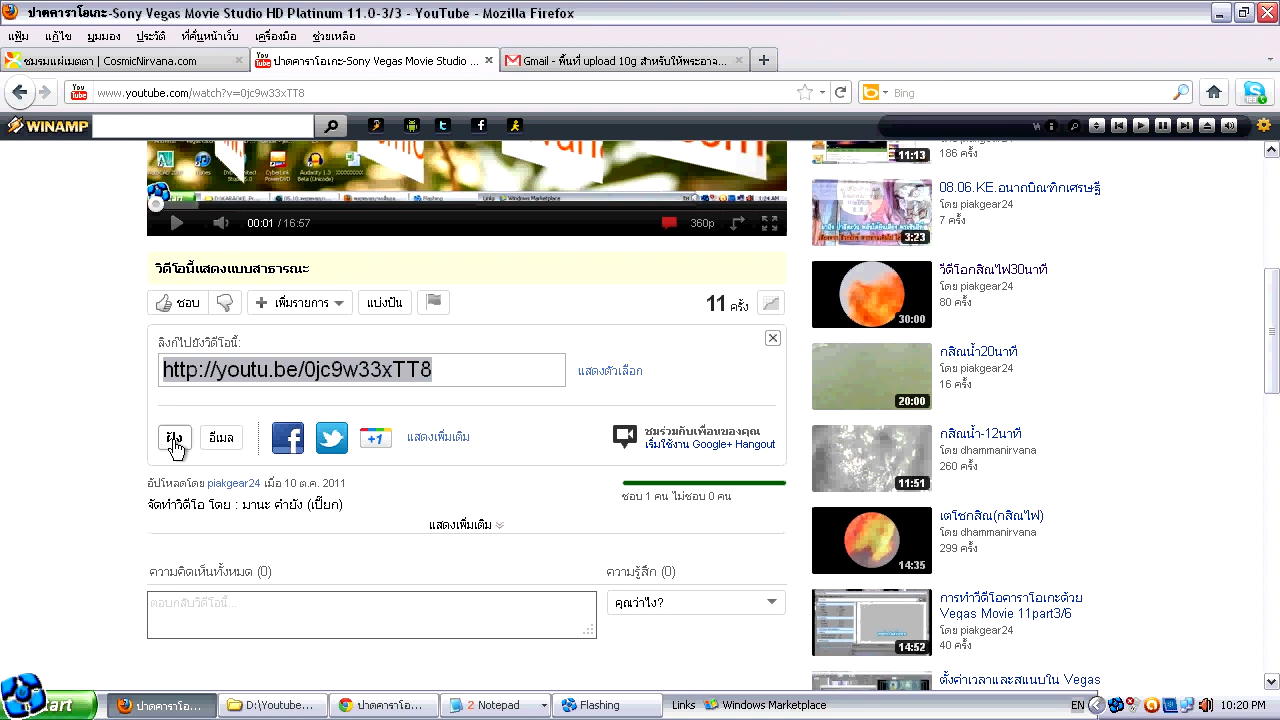 ปาดคาราโอเกะ-Sony Vegas Movie Studio HD Platinum 11.0-3/3 - YouTube - Mozilla Firefox
แฟ้ม แก้ไข มุมมอง ประวัติ ที่คั่นหน้าเว็บ เครื่องมือ ช่วยเหลือ
ชมรมแผ่เมตตา | CosmicNirvana.com
You Tube ปาดคาราโอเกะ-Sony Vegas Movie Studio ...
Gmail - พื้นที่ upload 10g สำหรับให้พระอาจ...
www.youtube.com/watch?v=0jc9w33xTT8
Bing
WINAMP
11:13
186 ครั้ง
00:01 / 16:57
360p
08.06.KE อนาถบิณฑิกเศรษฐี
โดย piakgear24
7 ครั้ง
3:23
วิดีโอนี้แสดงแบบสาธารณะ
วีดีโอกสิณไฟ30นาที
โดย piakgear24
80 ครั้ง
30:00
ชอบ
เพิ่มรายการ
แบ่งปัน
11 ครั้ง
ลิงก์ไปยังวิดีโอนี้:
http://youtu.be/0jc9w33xTT8
แสดงตัวเลือก
กสิณน้ำ20นาที
โดย piakgear24
16 ครั้ง
20:00
ฝัง
อีเมล
+1
แสดงเพิ่มเติม
ชมร่วมกับเพื่อนของคุณ
เริ่มใช้งาน Google+ Hangout
กสิณน้ำ-12นาที
โดย dhammanirvana
260 ครั้ง
11:51
อัปโหลดโดย piakgear24 เมื่อ 10 ต.ค. 2011
ชอบ 1 คน ไม่ชอบ 0 คน
จัดทำวีดีโอ โดย : มานะ คำยัง (เปี๊ยก)
แสดงเพิ่มเติม
เตโชกสิณ(กสิณไฟ)
โดย dhammanirvana
299 ครั้ง
14:35
ความคิดเห็นทั้งหมด (0)
ความรู้สึก (0)
คุณว่าไง?
การทำวีดีโอคาราโอเกะด้วย
Vegas Movie 11part3/6
โดย piakgear24
40 ครั้ง
14:52
ตั้งค่าเวลาและสแนบใน Vegas
start
ปาดคาราโอเ...
D:\Youtube-...
ปาดคาราโอเ...
2 Notepad
Flashing
Links
Windows Marketplace
EN
10:20 PM